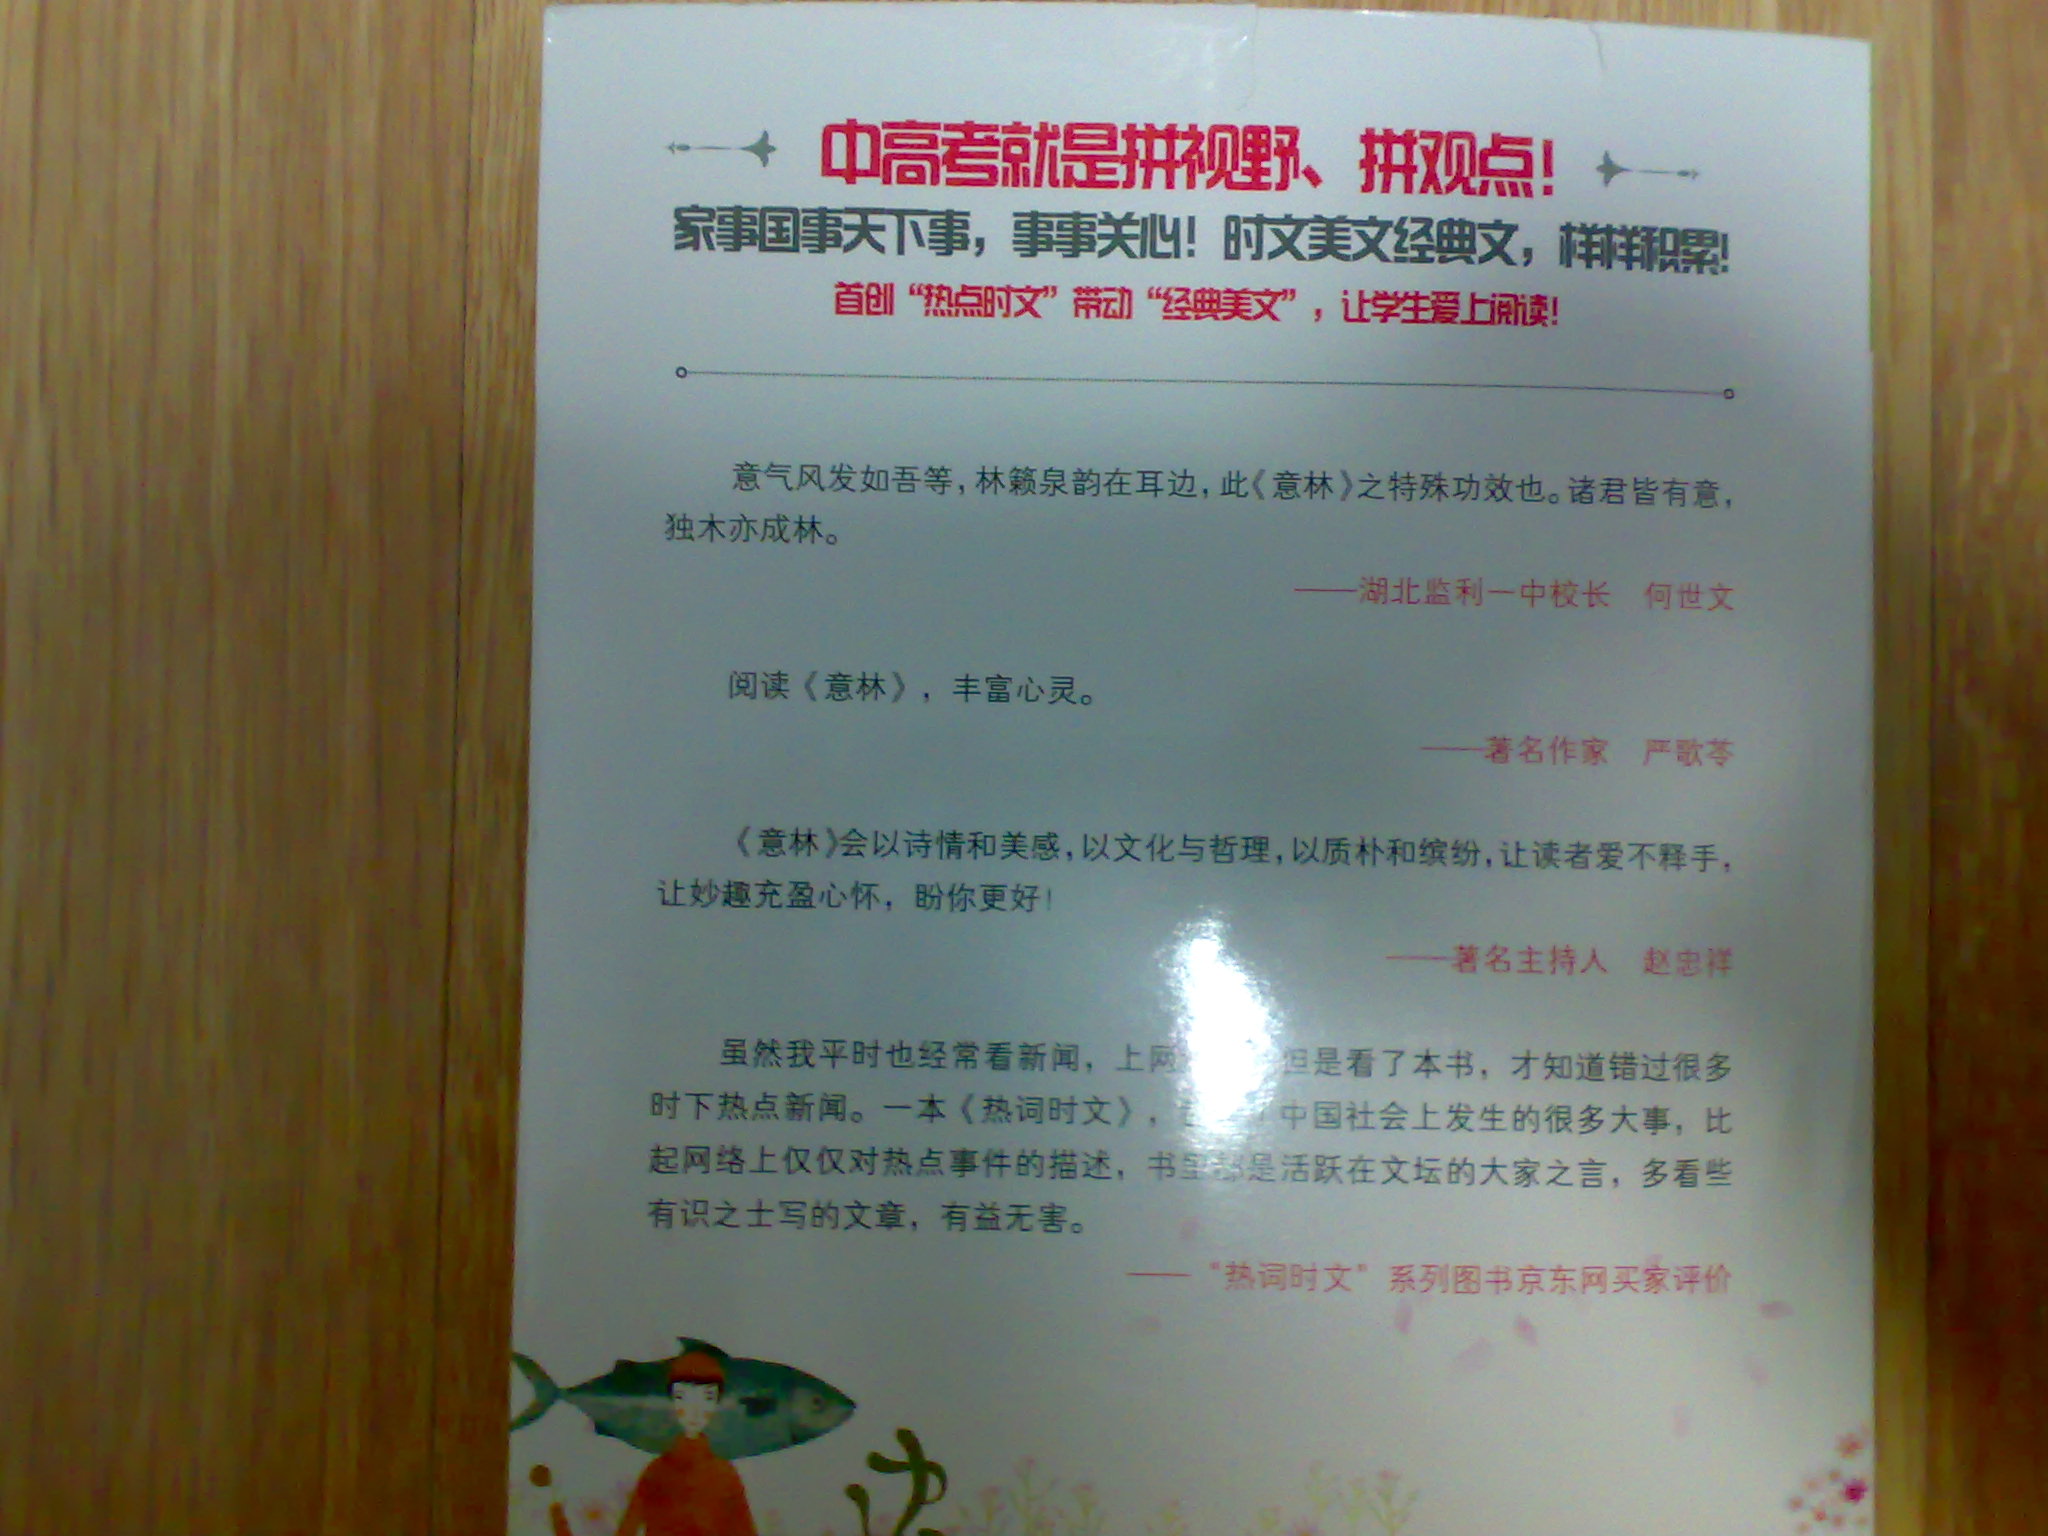 中高考就是拼视野、拼观点！
家事国事天下事，事事关心！时文美文经典文，样样积累！
首创“热点时文”带动“经典美文”，让学生爱上阅读！
意气风发如吾等，林籁泉韵在耳边，此《意林》之特殊功效也。诸君皆有意，
独木亦成林。
——湖北监利一中校长 何世文
阅读《意林》，丰富心灵。
——著名作家 严歌苓
《意林》会以诗情和美感，以文化与哲理，以质朴和缤纷，让读者爱不释手，
让妙趣充盈心怀，盼你更好！
——著名主持人 赵忠祥
虽然我平时也经常看新闻，上网 但是看了本书，才知道错过很多
时下热点新闻。一本《热词时文》， 中国社会上发生的很多大事，比
起网络上仅仅对热点事件的描述，书里都是活跃在文坛的大家之言，多看些
有识之士写的文章，有益无害。
——“热词时文”系列图书京东网买家评价